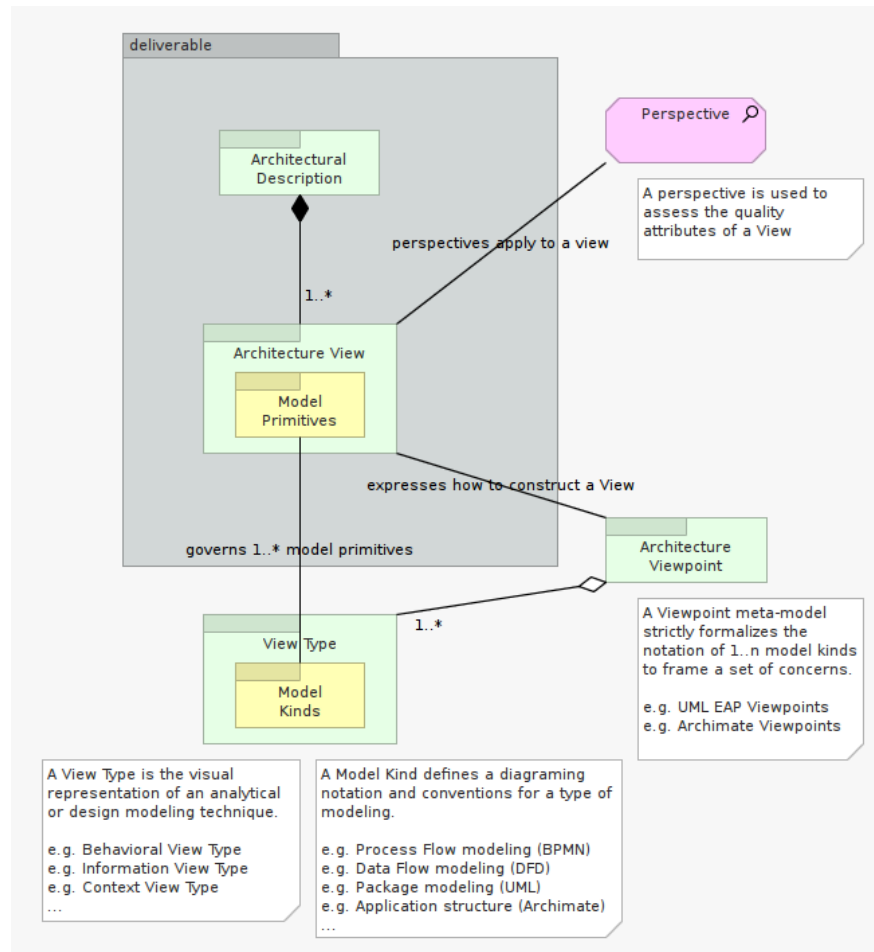 deliverable
Architectural
Description
1..*
Perspective
A perspective is used to
assess the quality
attributes of a View
perspectives apply to a view
Architecture View
Model
Primitives
expresses how to construct a View
governs 1..* model primitives
Architecture
Viewpoint
1..*
View Type
Model
Kinds
A Viewpoint meta-model
strictly formalizes the
notation of 1..n model kinds
to frame a set of concerns.
e.g. UML EAP Viewpoints
e.g. Archimate Viewpoints
A View Type is the visual
representation of an analytical
or design modeling technique.
e.g. Behavioral View Type
e.g. Information View Type
e.g. Context View Type
...
A Model Kind defines a diagraming
notation and conventions for a type of
modeling.
e.g. Process Flow modeling (BPMN)
e.g. Data Flow modeling (DFD)
e.g. Package modeling (UML)
e.g. Application structure (Archimate)
...